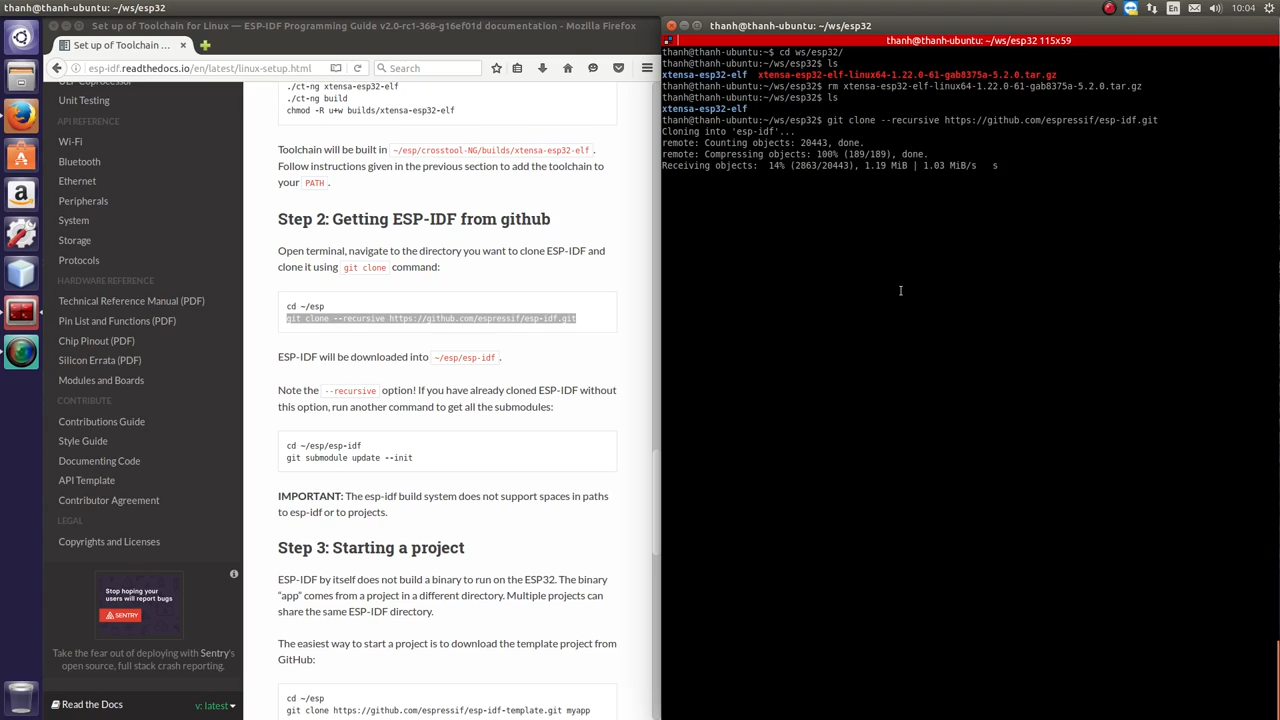 thanh@thanh-ubuntu: ~/ws/esp32
En
10:04
Set up of Toolchain for Linux — ESP-IDF Programming Guide v2.0-rc1-368-g16ef01d documentation - Mozilla Firefox
Set up of Toolchain ...
esp-idf.readthedocs.io/en/latest/linux-setup.html
Search
Unit Testing
API REFERENCE
Wi-Fi
Bluetooth
Ethernet
Peripherals
System
Storage
Protocols
HARDWARE REFERENCE
Technical Reference Manual (PDF)
Pin List and Functions (PDF)
Chip Pinout (PDF)
Silicon Errata (PDF)
Modules and Boards
CONTRIBUTE
Contributions Guide
Style Guide
Documenting Code
API Template
Contributor Agreement
LEGAL
Copyrights and Licenses
Stop hoping
your users
will report bugs
SENTRY
Take the fear out of deploying with Sentry's
open source, full stack crash reporting.
Read the Docs
v: latest
./ct-ng xtensa-esp32-elf
./ct-ng build
chmod -R u+w builds/xtensa-esp32-elf
Toolchain will be built in ~/esp/crosstool-NG/builds/xtensa-esp32-elf.
Follow instructions given in the previous section to add the toolchain to
your PATH.
Step 2: Getting ESP-IDF from github
Open terminal, navigate to the directory you want to clone ESP-IDF and
clone it using git clone command:
cd ~/esp
git clone --recursive https://github.com/espressif/esp-idf.git
ESP-IDF will be downloaded into ~/esp/esp-idf.
Note the --recursive option! If you have already cloned ESP-IDF without
this option, run another command to get all the submodules:
cd ~/esp/esp-idf
git submodule update --init
IMPORTANT: The esp-idf build system does not support spaces in paths
to esp-idf or to projects.
Step 3: Starting a project
ESP-IDF by itself does not build a binary to run on the ESP32. The binary
“app” comes from a project in a different directory. Multiple projects can
share the same ESP-IDF directory.
The easiest way to start a project is to download the template project from
GitHub:
cd ~/esp
git clone https://github.com/espressif/esp-idf-template.git myapp
thanh@thanh-ubuntu: ~/ws/esp32
thanh@thanh-ubuntu: ~/ws/esp32 115x59
thanh@thanh-ubuntu:~$ cd ws/esp32/
thanh@thanh-ubuntu:~/ws/esp32$ ls
xtensa-esp32-elf  xtensa-esp32-elf-linux64-1.22.0-61-gab8375a-5.2.0.tar.gz
thanh@thanh-ubuntu:~/ws/esp32$ rm xtensa-esp32-elf-linux64-1.22.0-61-gab8375a-5.2.0.tar.gz
thanh@thanh-ubuntu:~/ws/esp32$ ls
xtensa-esp32-elf
thanh@thanh-ubuntu:~/ws/esp32$ git clone --recursive https://github.com/espressif/esp-idf.git
Cloning into 'esp-idf'...
remote: Counting objects: 20443, done.
remote: Compressing objects: 100% (189/189), done.
Receiving objects:  14% (2863/20443), 1.19 MiB | 1.03 MiB/s   s